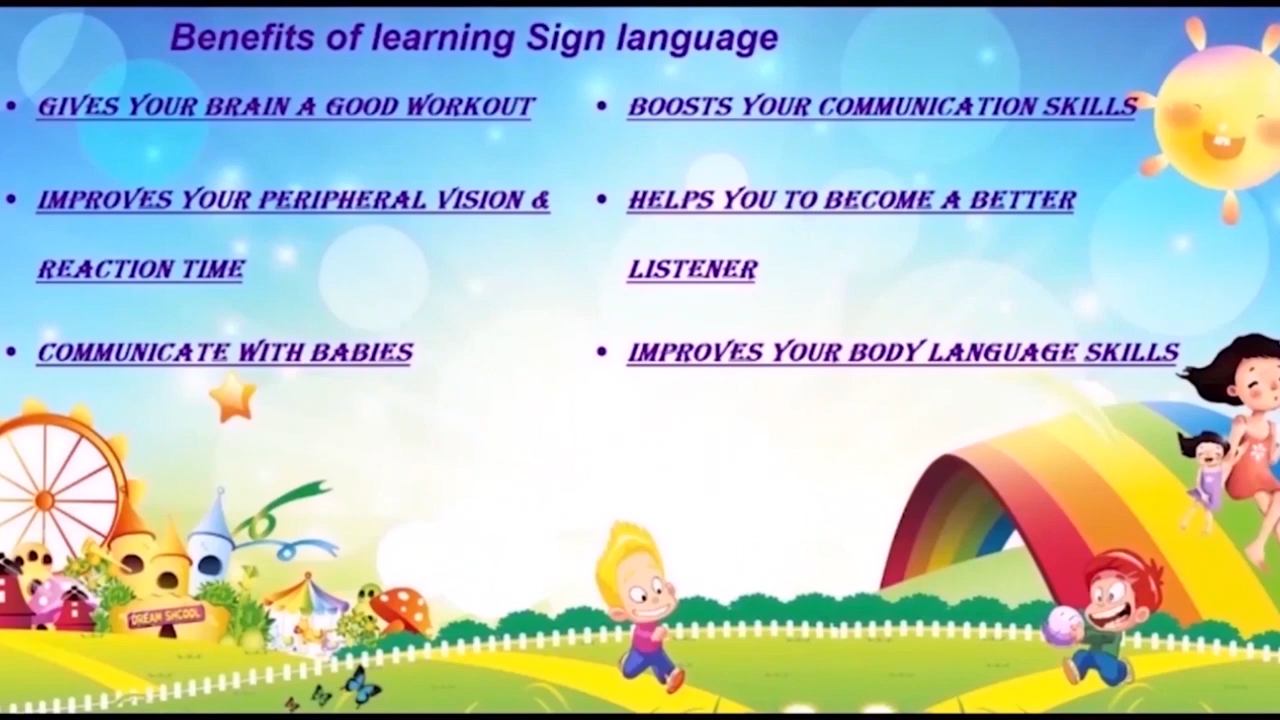 Benefits of learning Sign language
• GIVES YOUR BRAIN A GOOD WORKOUT
• IMPROVES YOUR PERIPHERAL VISION &
REACTION TIME
• COMMUNICATE WITH BABIES
• BOOSTS YOUR COMMUNICATION SKILLS
• HELPS YOU TO BECOME A BETTER
LISTENER
• IMPROVES YOUR BODY LANGUAGE SKILLS
DREAM SHCOOL